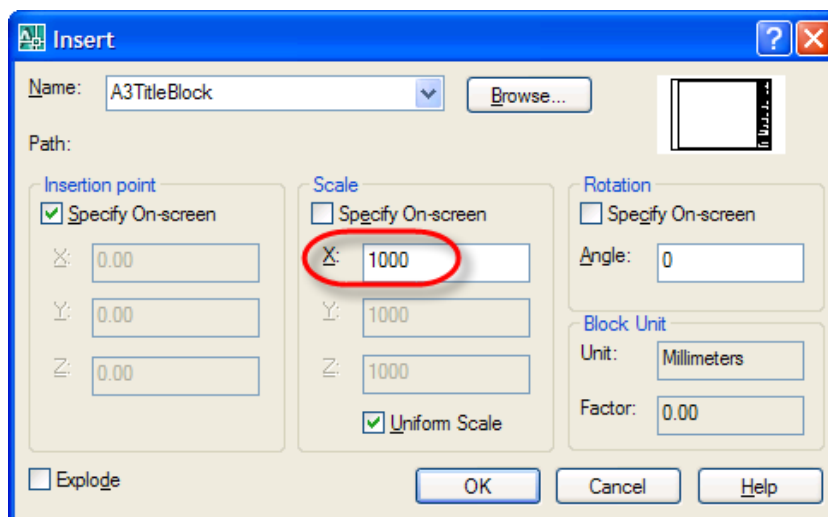 Insert
Name: A3TitleBlock Browse...
Path:
Insertion point
Specify On-screen
X: 0.00
Y: 0.00
Z: 0.00
Scale
Specify On-screen
X: 1000
Y: 1000
Z: 1000
Uniform Scale
Rotation
Specify On-screen
Angle: 0
Block Unit
Unit: Millimeters
Factor: 0.00
Explode
OK Cancel Help